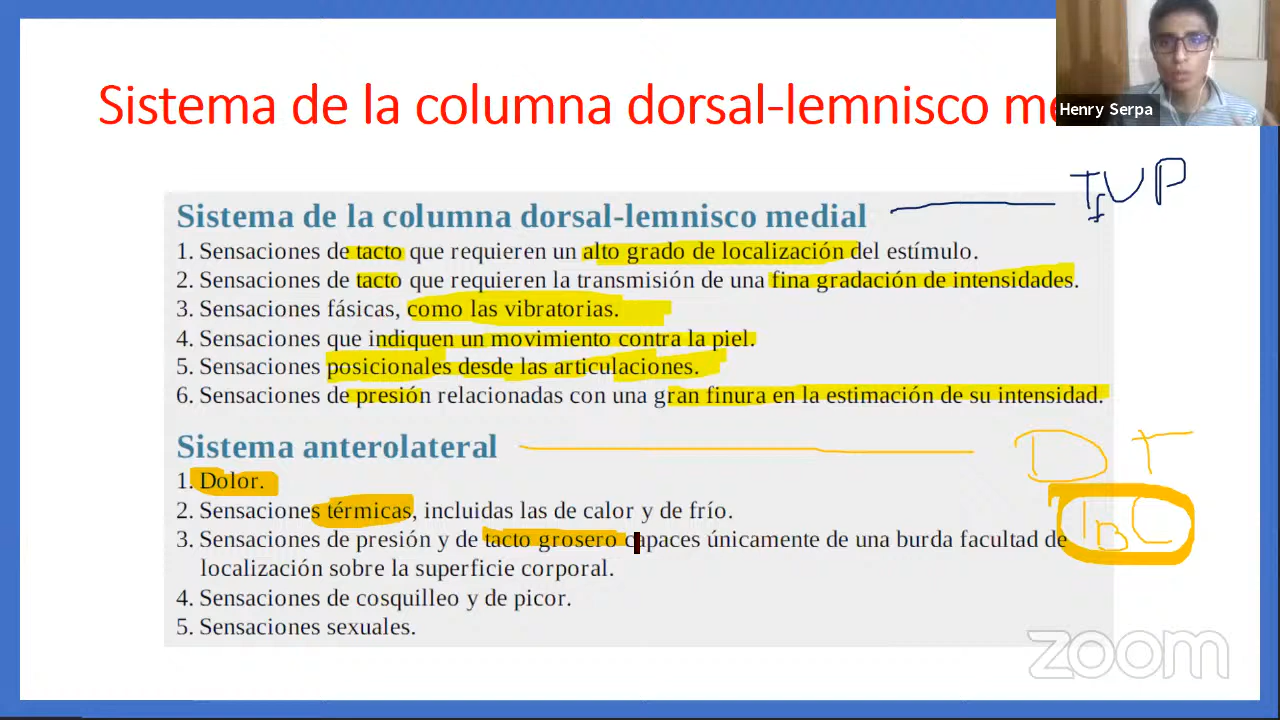 Sistema de la columna dorsal-lemnisco me
Henry Serpa
Sistema de la columna dorsal-lemnisco medial
1. Sensaciones de tacto que requieren un alto grado de localización del estímulo.
2. Sensaciones de tacto que requieren la transmisión de una fina gradación de intensidades.
3. Sensaciones fásicas, como las vibratorias.
4. Sensaciones que indiquen un movimiento contra la piel.
5. Sensaciones posicionales desde las articulaciones.
6. Sensaciones de presión relacionadas con una gran finura en la estimación de su intensidad.
Sistema anterolateral
D T
1. Dolor.
2. Sensaciones térmicas, incluidas las de calor y de frío.
3. Sensaciones de presión y de tacto grosero capaces únicamente de una burda facultad de
localización sobre la superficie corporal.
4. Sensaciones de cosquilleo y de picor.
5. Sensaciones sexuales.
zoom